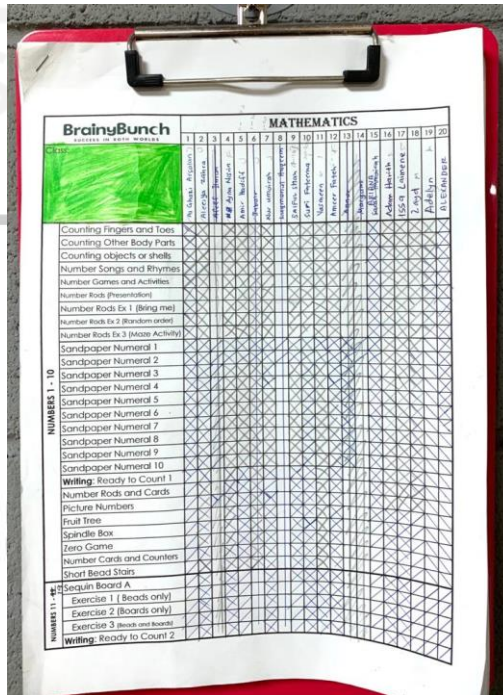 BrainyBunch
SUCCESS IN BOTH WORLDS
MATHEMATICS
1 2 3 4 5 6 7 8 9 10 11 12 13 14 15 16 17 18 19 20
Class:
Yasmeen
Issa
Adelyn
ALEXANDER
NUMBERS 1 - 10
Counting Fingers and Toes
Counting Other Body Parts
Counting objects or shells
Number Songs and Rhymes
Number Games and Activities
Number Rods (Presentation)
Number Rods Ex 1 (Bring me)
Number Rods Ex 2 (Random order)
Number Rods Ex 3 (Maze Activity)
Sandpaper Numeral 1
Sandpaper Numeral 2
Sandpaper Numeral 3
Sandpaper Numeral 4
Sandpaper Numeral 5
Sandpaper Numeral 6
Sandpaper Numeral 7
Sandpaper Numeral 8
Sandpaper Numeral 9
Sandpaper Numeral 10
Writing: Ready to Count 1
Number Rods and Cards
Picture Numbers
Fruit Tree
Spindle Box
Zero Game
Number Cards and Counters
Short Bead Stairs
NUMBERS 11 -
Sequin Board A
Exercise 1 ( Beads only)
Exercise 2 (Boards only)
Exercise 3 (Beads and Boards)
Writing: Ready to Count 2